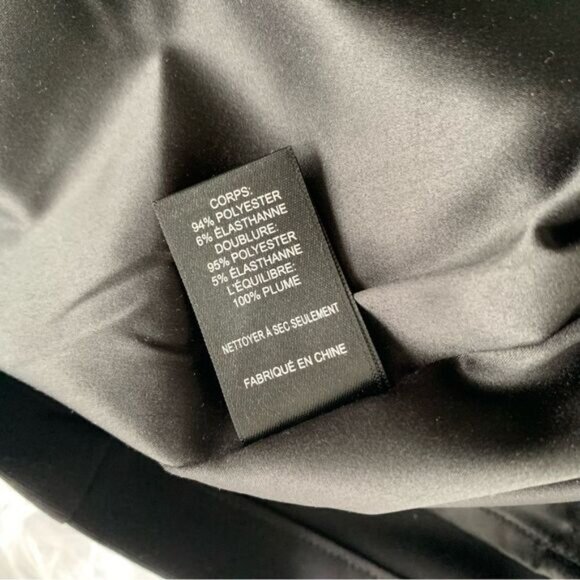 CORPS:
94% POLYESTER
6% ÉLASTHANNE
DOUBLURE:
95% POLYESTER
5% ÉLASTHANNE
L'ÉQUILIBRE:
100% PLUME
NETTOYER À SEC SEULEMENT
FABRIQUÉ EN CHINE